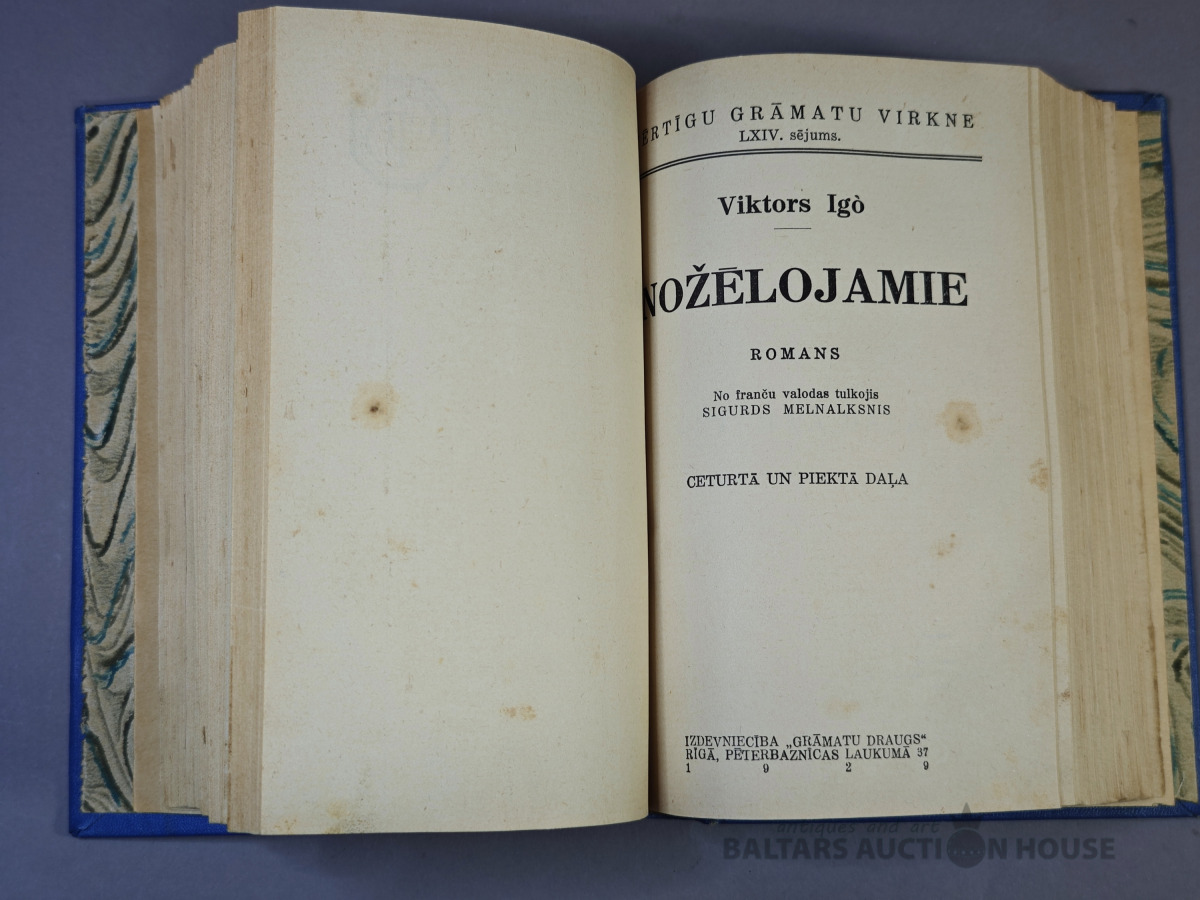 ĒRTĪGU GRĀMATU VIRKNE
LXIV. sējums.
Viktors Igò
NOŽĒLOJAMIE
ROMANS
No franču valodas tulkojis
SIGURDS MELNALKSNIS
CETURTĀ UN PIEKTĀ DAĻA
IZDEVNIECĪBA „GRĀMATU DRAUGS“
RĪGĀ, PĒTERBAZNĪCAS LAUKUMĀ 37
1 9 2 9
antiques and art
BALTARS AUCTION HOUSE